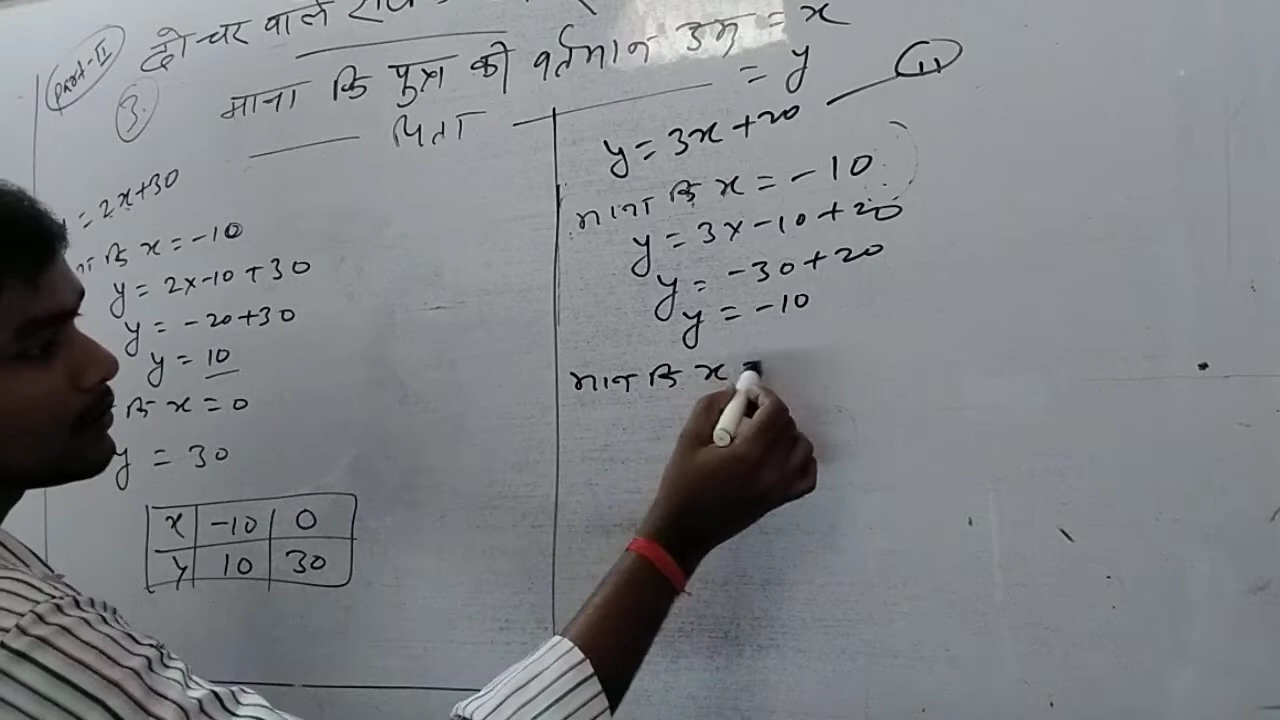 Part-II
दो चर वाले
3.
माना कि पुत्र की वर्तमान उम्र = x
पिता = y
= 2x+30
कि x = -10
y = 2x-10+30
y = -20+30
y = 10
कि x = 0
y = 30
x -10 0
y 10 30
y = 3x+20 (ii)
माना कि x = -10
y = 3x-10+20
y = -30+20
y = -10
माना कि x =